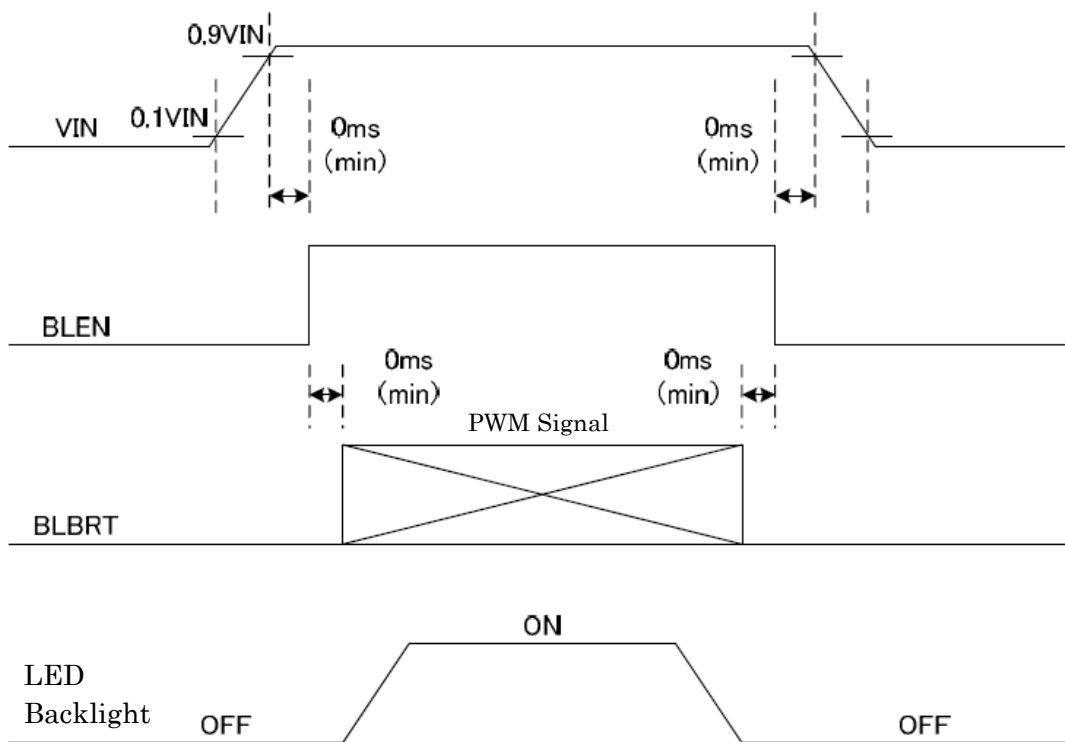 0.9VIN
0.1VIN
VIN
0ms
(min)
0ms
(min)
BLEN
0ms
(min)
0ms
(min)
PWM Signal
BLBRT
ON
LED
Backlight
OFF
OFF